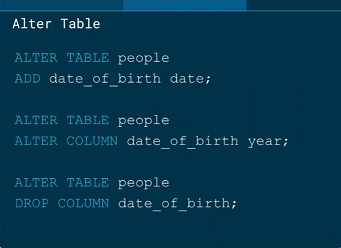 Alter Table
ALTER TABLE people
ADD date_of_birth date;
ALTER TABLE people
ALTER COLUMN date_of_birth year;
ALTER TABLE people
DROP COLUMN date_of_birth;